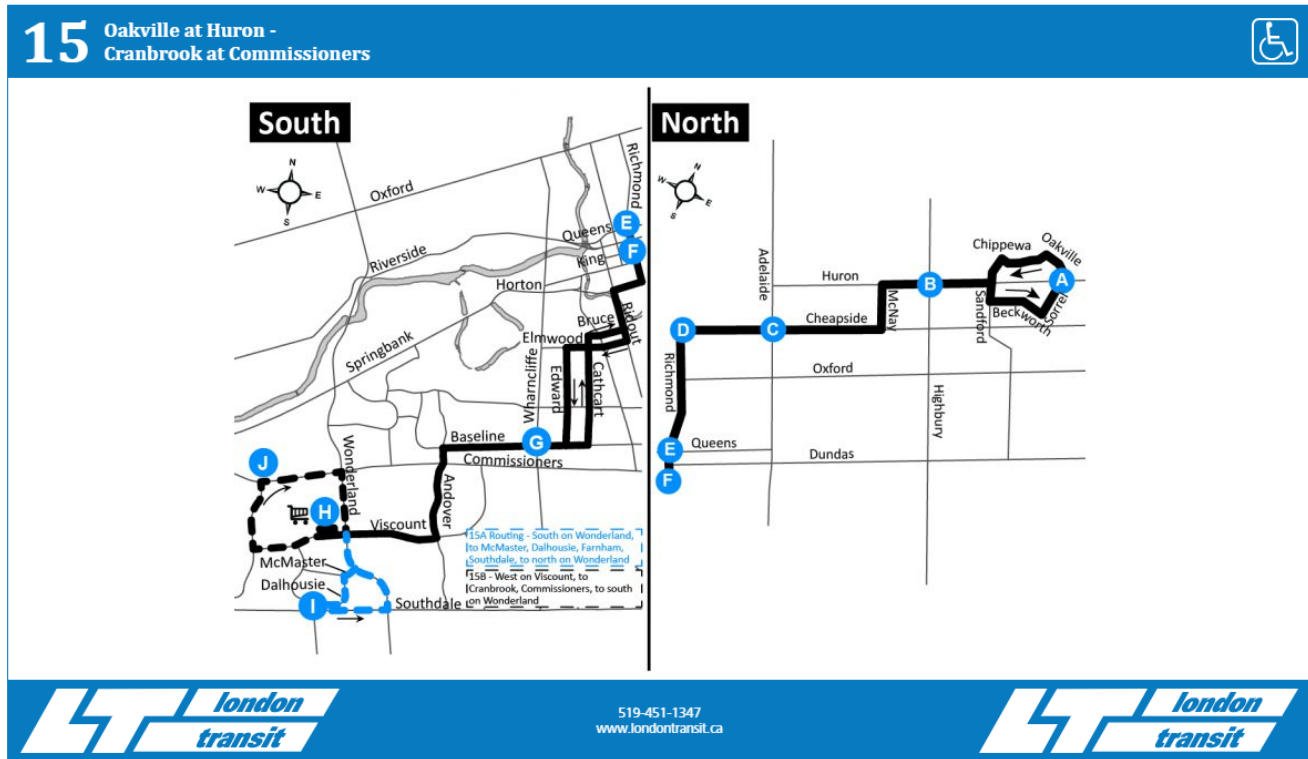 15
Oakville at Huron -
Cranbrook at Commissioners
South
N
W
E
S
Oxford
Richmond
E
Queens
F
King
Riverside
Horton
Ridout
Bruce
Elmwood
Springbank
Wharncliffe
Edward
Cathcart
Baseline
G
Commissioners
J
Wonderland
Andover
H
Viscount
McMaster
Dalhousie
I
Southdale
15A Routing - South on Wonderland,
to McMaster, Dalhousie, Farnham,
Southdale, to north on Wonderland
15B - West on Viscount, to
Cranbrook, Commissioners, to south
on Wonderland
North
N
W
E
S
Adelaide
Chippewa
Oakville
Huron
B
A
McNay
Sandford
Sorrel
Beckworth
D
C
Cheapside
Richmond
Oxford
Highbury
E
Queens
Dundas
F
LT london
transit
519-451-1347
www.londontransit.ca
LT london
transit